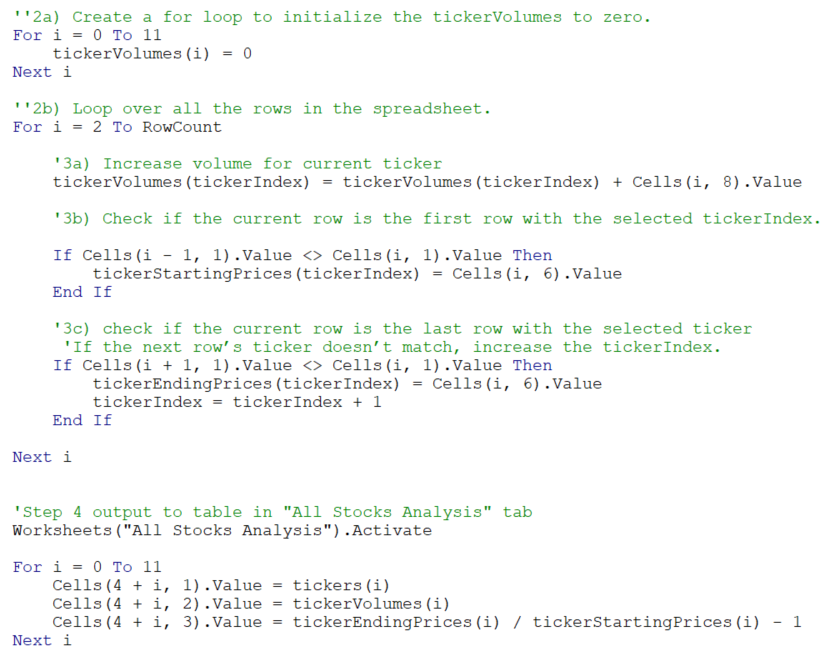 ''2a) Create a for loop to initialize the tickerVolumes to zero.
For i = 0 To 11
    tickerVolumes(i) = 0
Next i

''2b) Loop over all the rows in the spreadsheet.
For i = 2 To RowCount

    '3a) Increase volume for current ticker
    tickerVolumes(tickerIndex) = tickerVolumes(tickerIndex) + Cells(i, 8).Value

    '3b) Check if the current row is the first row with the selected tickerIndex.

    If Cells(i - 1, 1).Value <> Cells(i, 1).Value Then
        tickerStartingPrices(tickerIndex) = Cells(i, 6).Value
    End If

    '3c) check if the current row is the last row with the selected ticker
     'If the next row’s ticker doesn’t match, increase the tickerIndex.
    If Cells(i + 1, 1).Value <> Cells(i, 1).Value Then
        tickerEndingPrices(tickerIndex) = Cells(i, 6).Value
        tickerIndex = tickerIndex + 1
    End If

Next i


'Step 4 output to table in "All Stocks Analysis" tab
Worksheets("All Stocks Analysis").Activate

For i = 0 To 11
    Cells(4 + i, 1).Value = tickers(i)
    Cells(4 + i, 2).Value = tickerVolumes(i)
    Cells(4 + i, 3).Value = tickerEndingPrices(i) / tickerStartingPrices(i) - 1
Next i